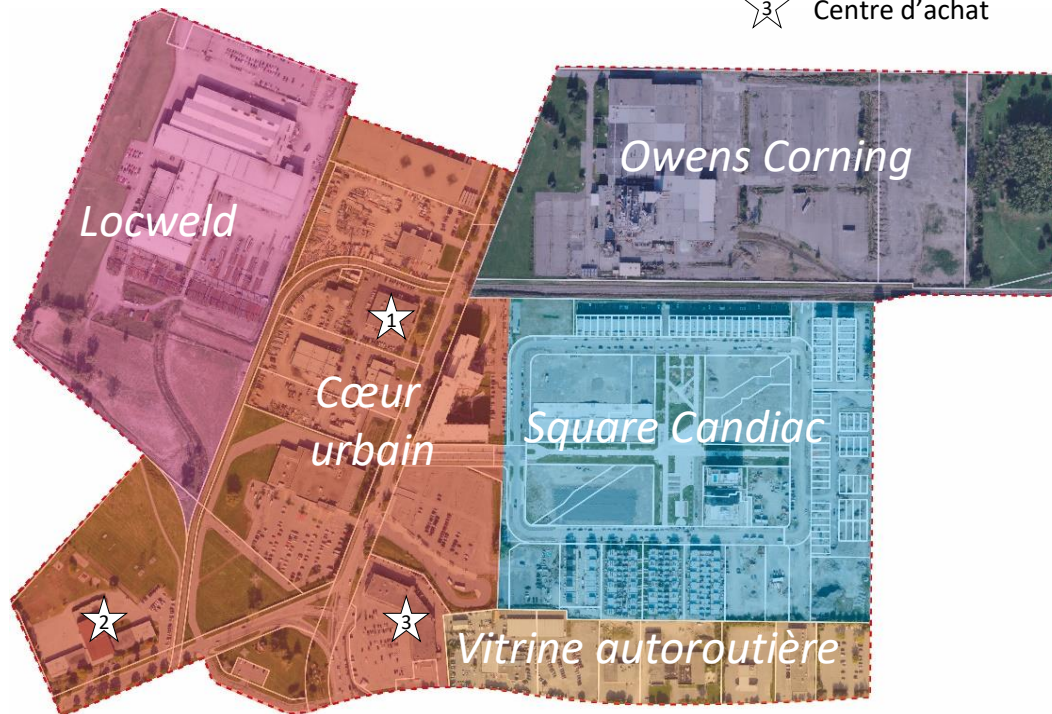 3 Centre d’achat
Owens Corning
Locweld
1
Cœur
urbain
Square Candiac
2
3
Vitrine autoroutière